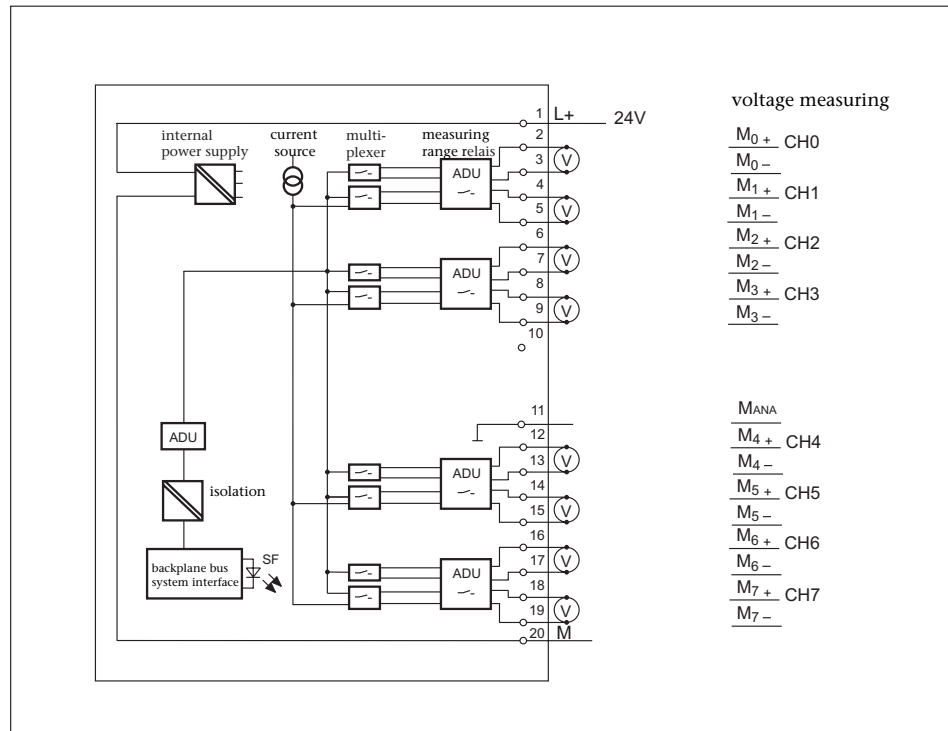 voltage measuring
1 L+ 24V
internal power supply
current source
multi-plexer
measuring range relais
2
3
4
5
6
7
8
9
10
11
12
13
14
15
16
17
18
19
20 M
ADU
V
V
ADU
V
V
ADU
V
V
ADU
V
V
ADU
isolation
backplane bus system interface
SF
M0 + CH0
M0 –
M1 + CH1
M1 –
M2 + CH2
M2 –
M3 + CH3
M3 –
MANA
M4 + CH4
M4 –
M5 + CH5
M5 –
M6 + CH6
M6 –
M7 + CH7
M7 –